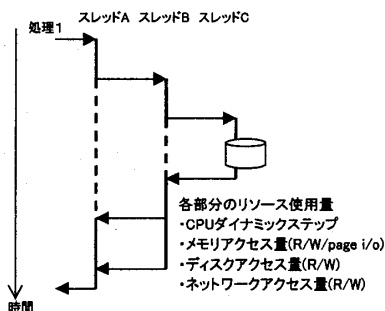 スレッドA スレッドB スレッドC
処理1
各部分のリソース使用量
・CPUダイナミックステップ
・メモリアクセス量(R/W/page i/o)
・ディスクアクセス量(R/W)
・ネットワークアクセス量(R/W)
時間